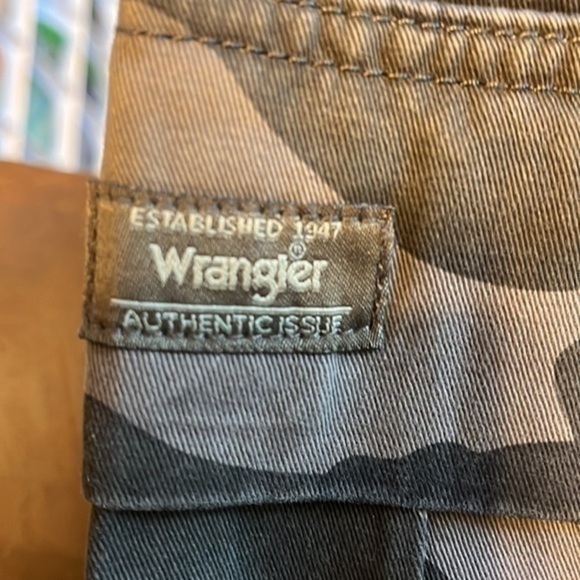 ESTABLISHED 1947
Wrangler®
AUTHENTIC ISSUE